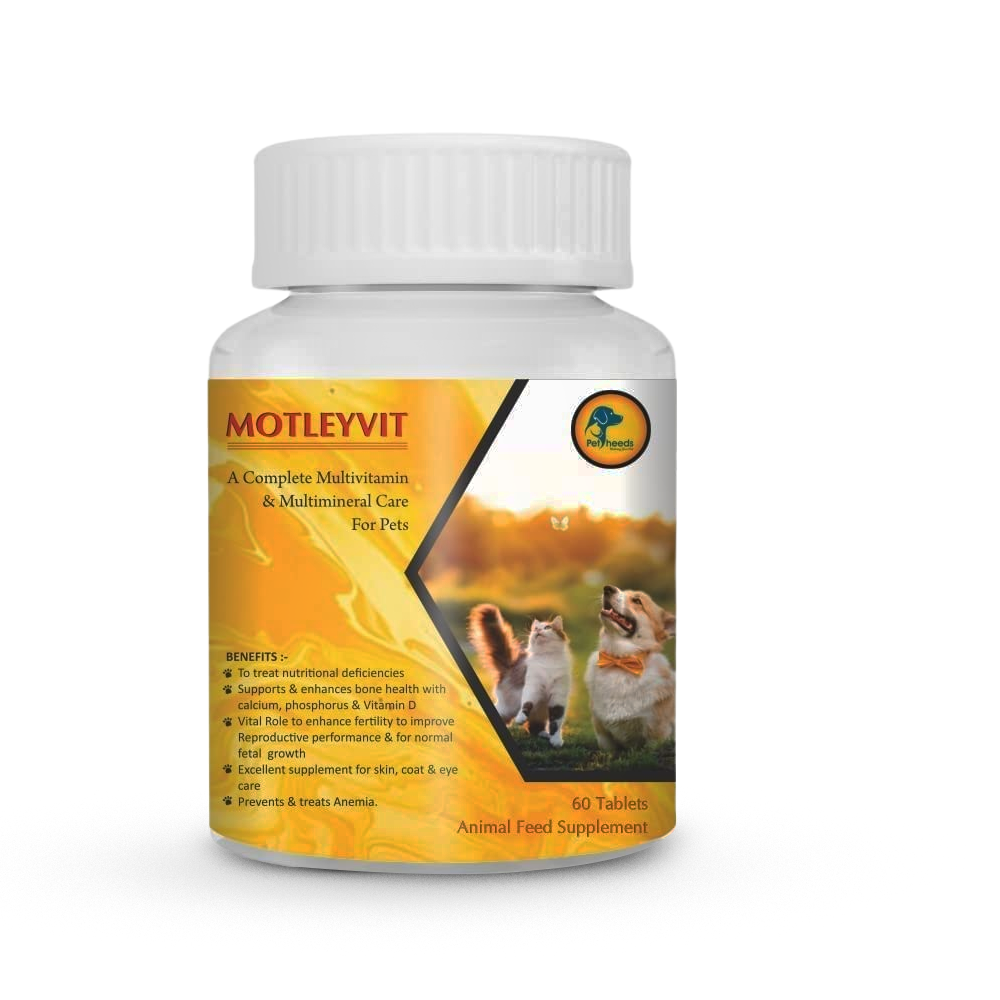 MOTLEYVIT
A Complete Multivitamin
& Multimineral Care
For Pets
Pet heeds
BENEFITS :-
To treat nutritional deficiencies
Supports & enhances bone health with
calcium, phosphorus & Vitamin D
Vital Role to enhance fertility to improve
Reproductive performance & for normal
fetal growth
Excellent supplement for skin, coat & eye
care
Prevents & treats Anemia.
60 Tablets
Animal Feed Supplement